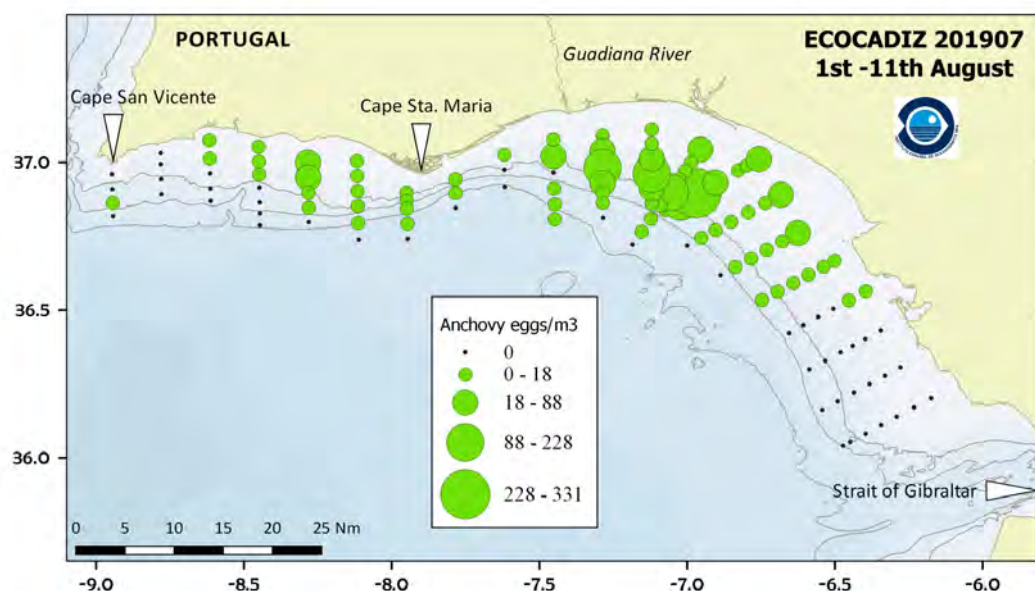 PORTUGAL
Guadiana River
ECOCADIZ 201907
1st -11th August
Cape San Vicente
Cape Sta. Maria
37.0
36.5
36.0
Anchovy eggs/m3
0
0 - 18
18 - 88
88 - 228
228 - 331
Strait of Gibraltar
0 5 10 15 20 25 Nm
-9.0 -8.5 -8.0 -7.5 -7.0 -6.5 -6.0